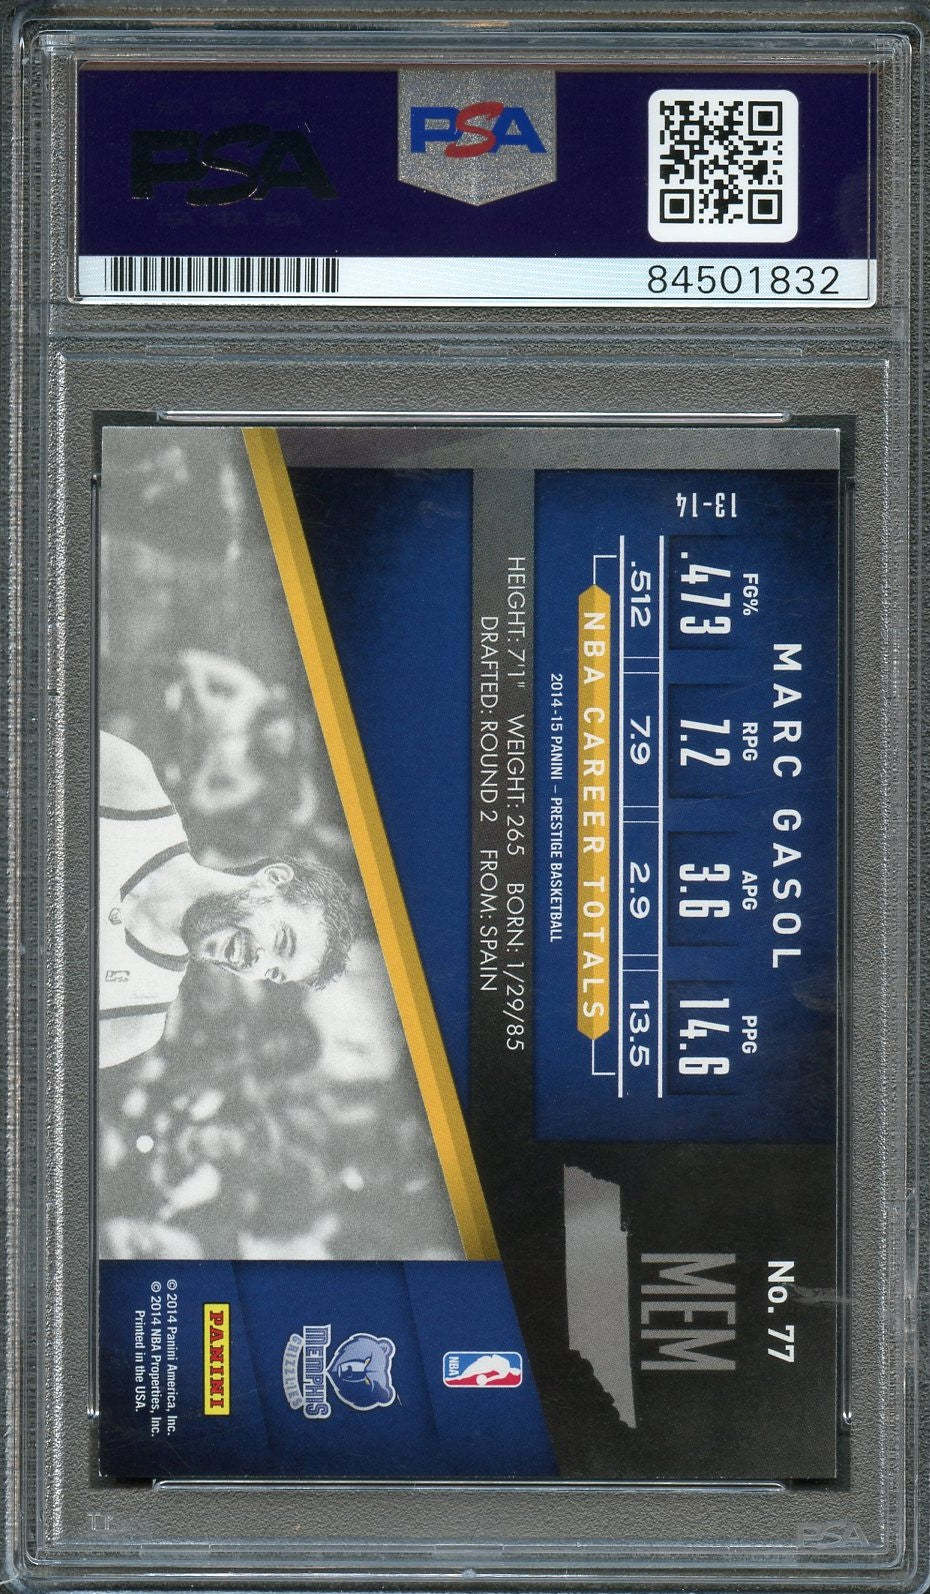 PSA
PSA
84501832
No. 77
MARC GASOL
FG% RPG APG PPG
13-14 .473 7.2 3.6 14.6
.512 7.9 2.9 13.5
NBA CAREER TOTALS
2014-15 PANINI – PRESTIGE BASKETBALL
HEIGHT: 7'1" WEIGHT: 265 BORN: 1/29/85
DRAFTED: ROUND 2 FROM: SPAIN
MEM
NBA
MEMPHIS
GRIZZLIES
PANINI
© 2014 Panini America, Inc.
© 2014 NBA Properties, Inc.
Printed in the USA.
PSA